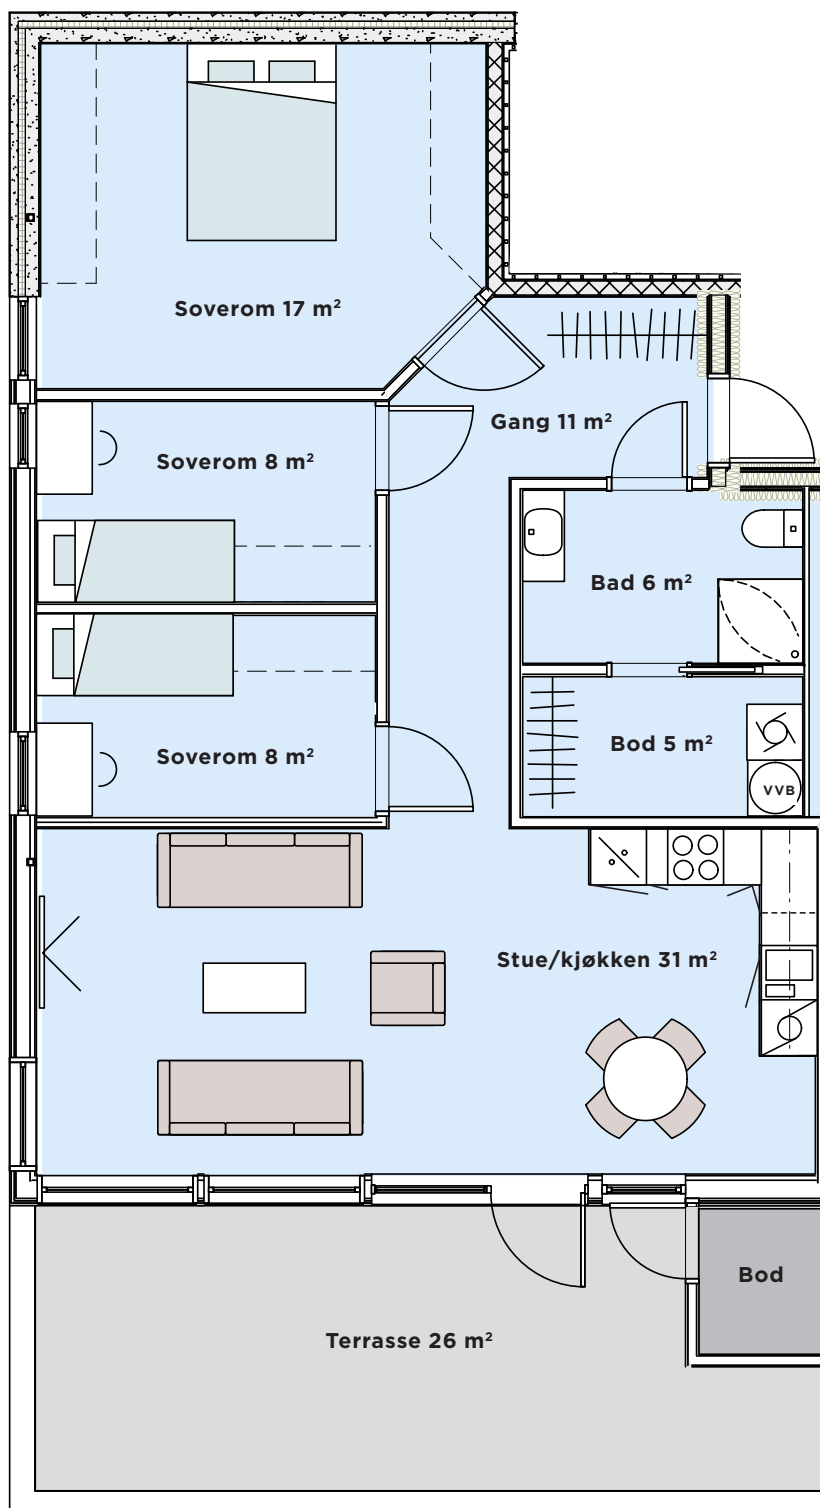 Soverom 17 m²
Gang 11 m²
Soverom 8 m²
Bad 6 m²
Bod 5 m²
Soverom 8 m²
VVB
Stue/kjøkken 31 m²
Bod
Terrasse 26 m²